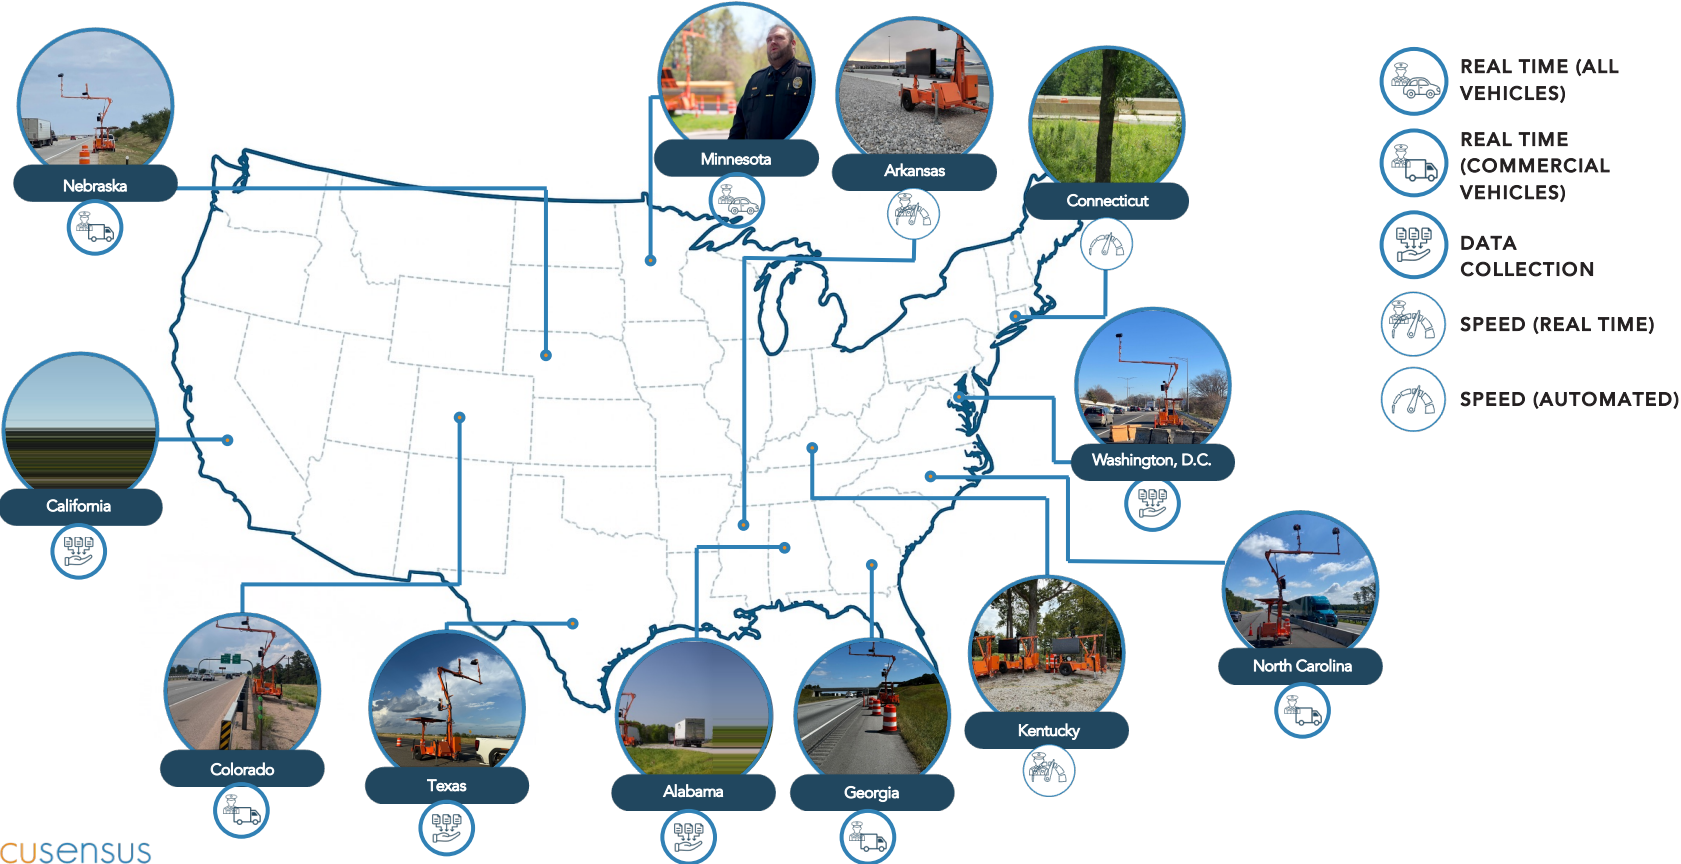 Nebraska
Minnesota
Arkansas
Connecticut
California
Washington, D.C.
North Carolina
Colorado
Texas
Alabama
Georgia
Kentucky
REAL TIME (ALL
VEHICLES)
REAL TIME
(COMMERCIAL
VEHICLES)
DATA
COLLECTION
SPEED (REAL TIME)
SPEED (AUTOMATED)
cusensus